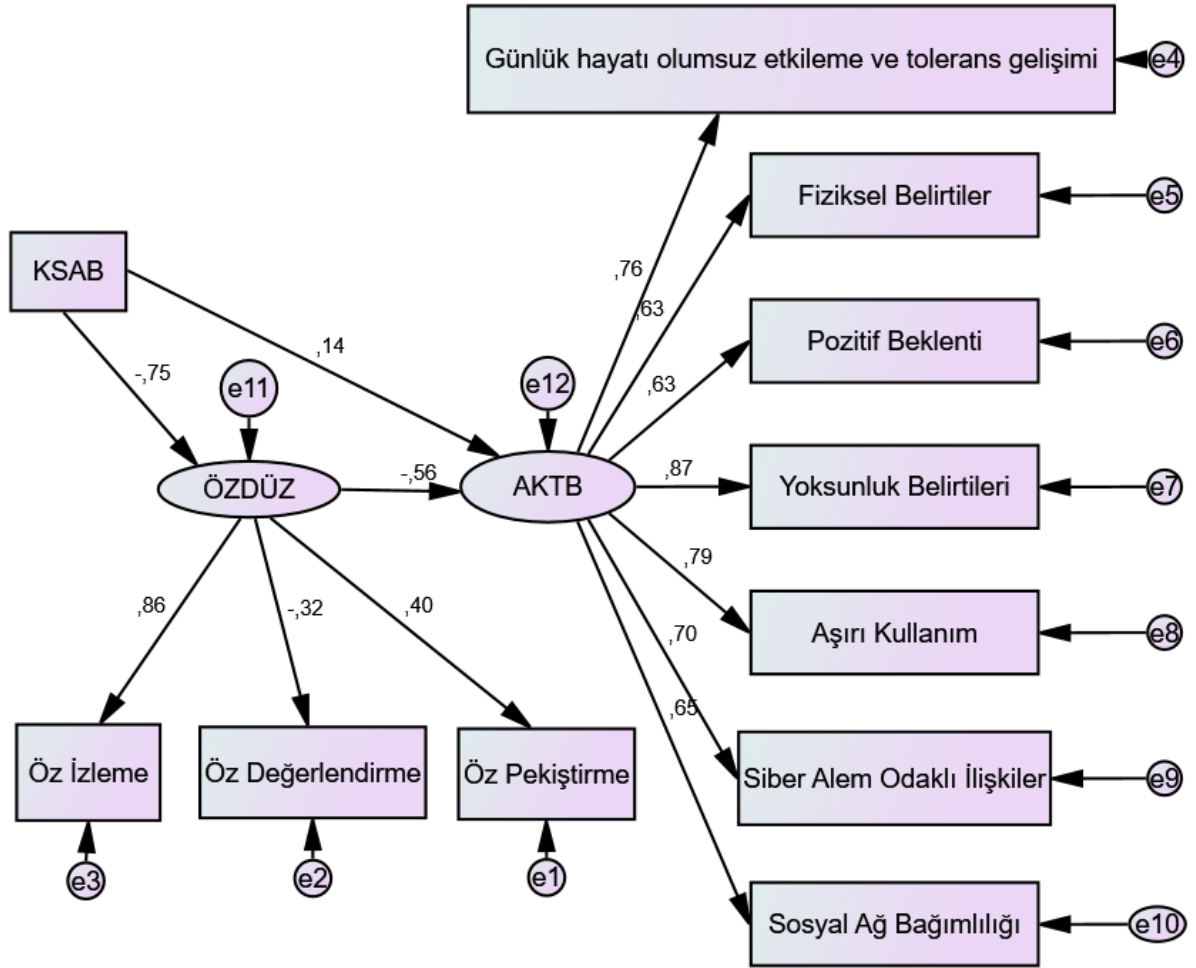 Günlük hayatı olumsuz etkileme ve tolerans gelişimi
e4
Fiziksel Belirtiler
e5
KSAB
,76
,63
Pozitif Beklenti
e6
,14
-,75
e11
e12
,63
ÖZDÜZ
-,56
AKTB
,87
Yoksunluk Belirtileri
e7
,79
,86
-,32
,40
,70
Aşırı Kullanım
e8
,65
Öz İzleme
Öz Değerlendirme
Öz Pekiştirme
Siber Alem Odaklı İlişkiler
e9
e3
e2
e1
Sosyal Ağ Bağımlılığı
e10